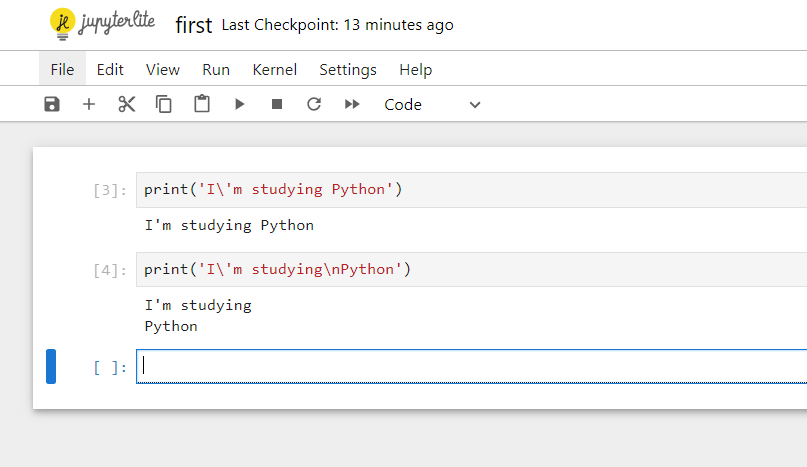 jupyterlite first Last Checkpoint: 13 minutes ago
File Edit View Run Kernel Settings Help
Code
[3]: print('I\'m studying Python')
I'm studying Python
[4]: print('I\'m studying\nPython')
I'm studying
Python
[ ]: